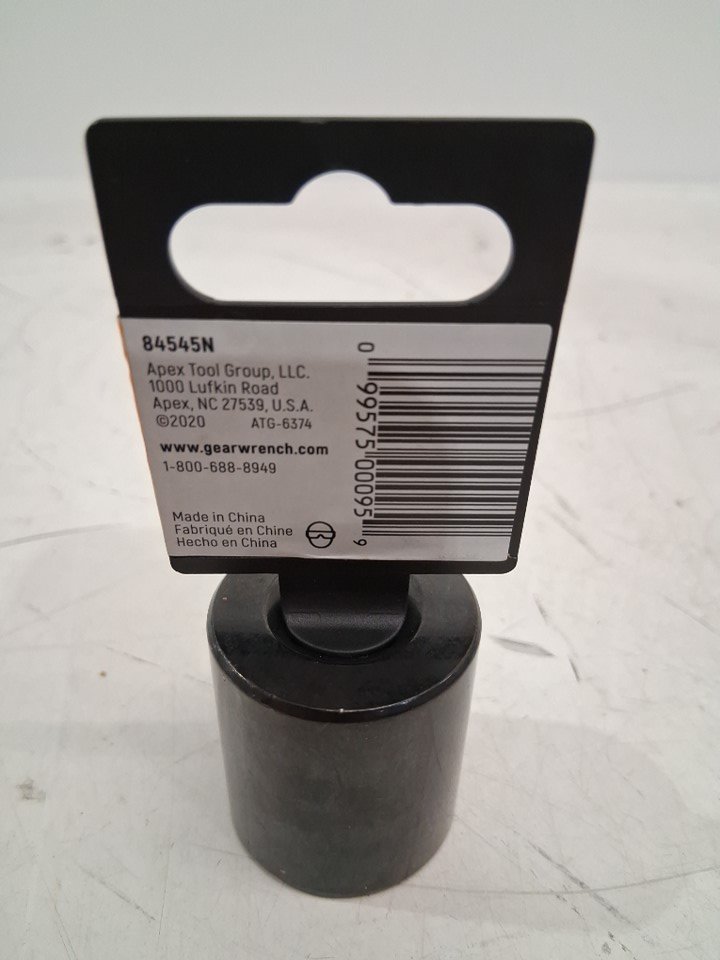 84545N
Apex Tool Group, LLC.
1000 Lufkin Road
Apex, NC 27539, U.S.A.
©2020 ATG-6374
www.gearwrench.com
1-800-688-8949
Made in China
Fabriqué en Chine
Hecho en China
0 99575 00095 9